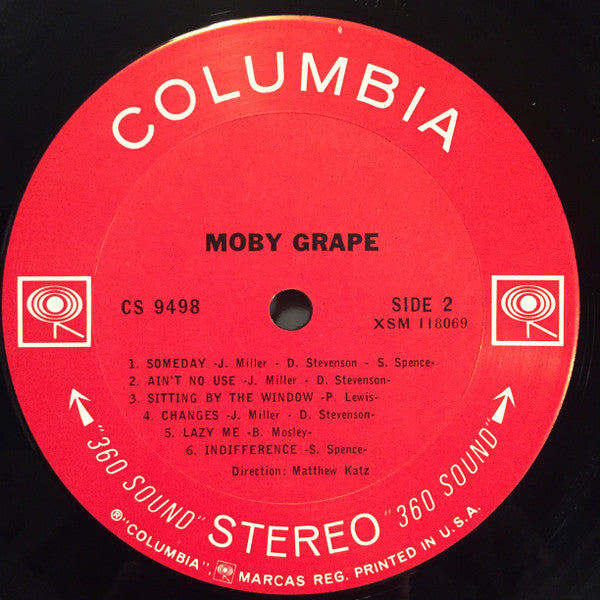 COLUMBIA
MOBY GRAPE
CS 9498
SIDE 2
XSM 118069
1. SOMEDAY -J. Miller - D. Stevenson - S. Spence-
2. AIN'T NO USE -J. Miller - D. Stevenson-
3. SITTING BY THE WINDOW -P. Lewis-
4. CHANGES -J. Miller - D. Stevenson-
5. LAZY ME -B. Mosley-
6. INDIFFERENCE -S. Spence-
Direction: Matthew Katz
"360 SOUND" STEREO "360 SOUND"
®"COLUMBIA", MARCAS REG. PRINTED IN U.S.A.